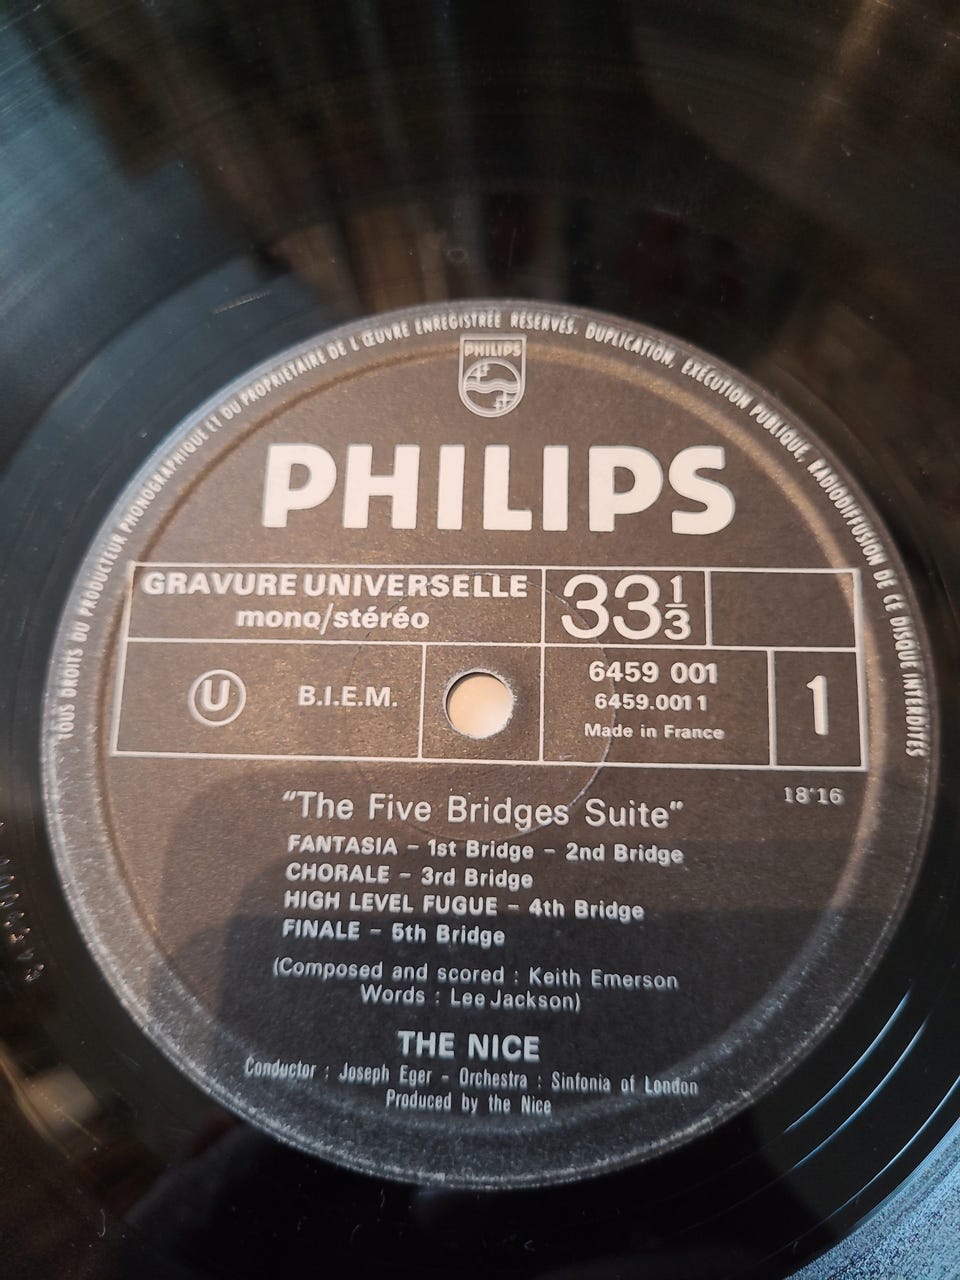 TOUS DROITS DU PRODUCTEUR PHONOGRAPHIQUE ET DU PROPRIETAIRE DE L'ŒUVRE ENREGISTRÉE RÉSERVÉS. DUPLICATION, EXÉCUTION PUBLIQUE, RADIODIFFUSION DE CE DISQUE INTERDITES
PHILIPS
PHILIPS
GRAVURE UNIVERSELLE
mono/stéréo
33 1/3
U
B.I.E.M.
6459 001
6459.001 1
Made in France
1
18'16
"The Five Bridges Suite"
FANTASIA - 1st Bridge - 2nd Bridge
CHORALE - 3rd Bridge
HIGH LEVEL FUGUE - 4th Bridge
FINALE - 5th Bridge
(Composed and scored : Keith Emerson
Words : Lee Jackson)
THE NICE
Conductor : Joseph Eger - Orchestra : Sinfonia of London
Produced by the Nice